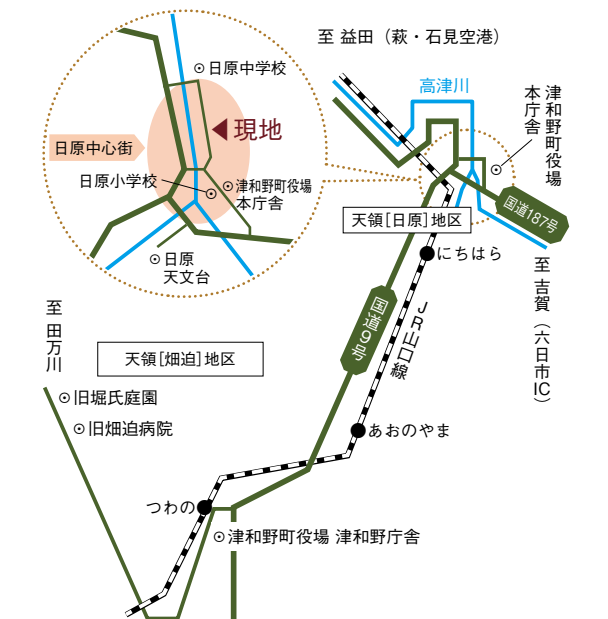 至 益田（萩・石見空港）
日原中学校
高津川
津和野町役場
本庁舎
現地
日原中心街
日原小学校
津和野町役場
本庁舎
国道187号
天領［日原］地区
にちはら
日原
天文台
至 吉賀（六日市IC）
至 田万川
国道9号
JR山口線
天領［畑迫］地区
旧堀氏庭園
旧畑迫病院
あおのやま
つわの
津和野町役場 津和野庁舎